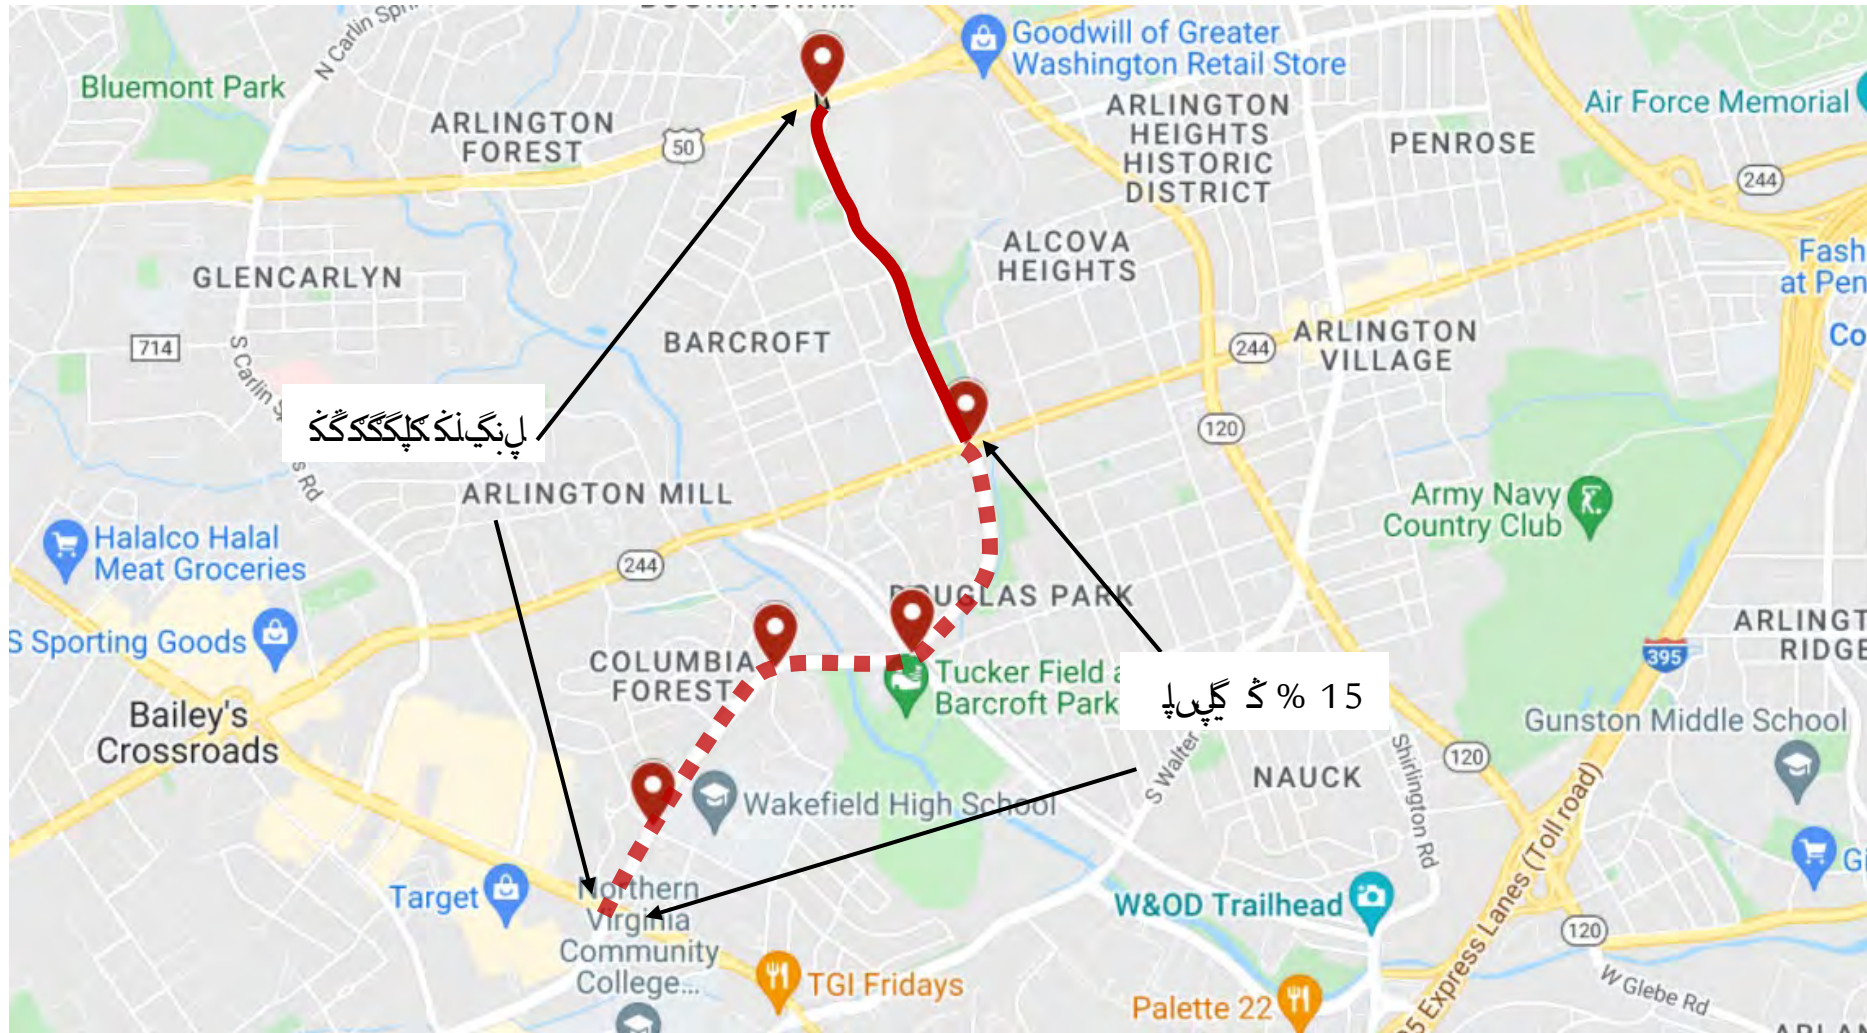 N Carlin Spri
Goodwill of Greater
Washington Retail Store
Bluemont Park
ARLINGTON
FOREST
50
ARLINGTON
HEIGHTS
HISTORIC
DISTRICT
Air Force Memorial
PENROSE
244
ALCOVA
HEIGHTS
GLENCARLYN
Fash
at Pen
Co
714
S Carlin S
BARCROFT
244
ARLINGTON
VILLAGE
s Rd
ARLINGTON MILL
120
Army Navy
Country Club
Halalco Halal
Meat Groceries
244
DOUGLAS PARK
S Sporting Goods
ARLINGT
RIDGE
395
COLUMBIA
FOREST
Tucker Field a
Barcroft Park
15 %
Bailey's
Crossroads
Gunston Middle School
S Walter
Shirlington Rd
120
NAUCK
Wakefield High School
Gi
Target
Northern
Virginia
Community
College...
W&OD Trailhead
120
TGI Fridays
Palette 22
95 Express Lanes (Toll road)
W Glebe Rd